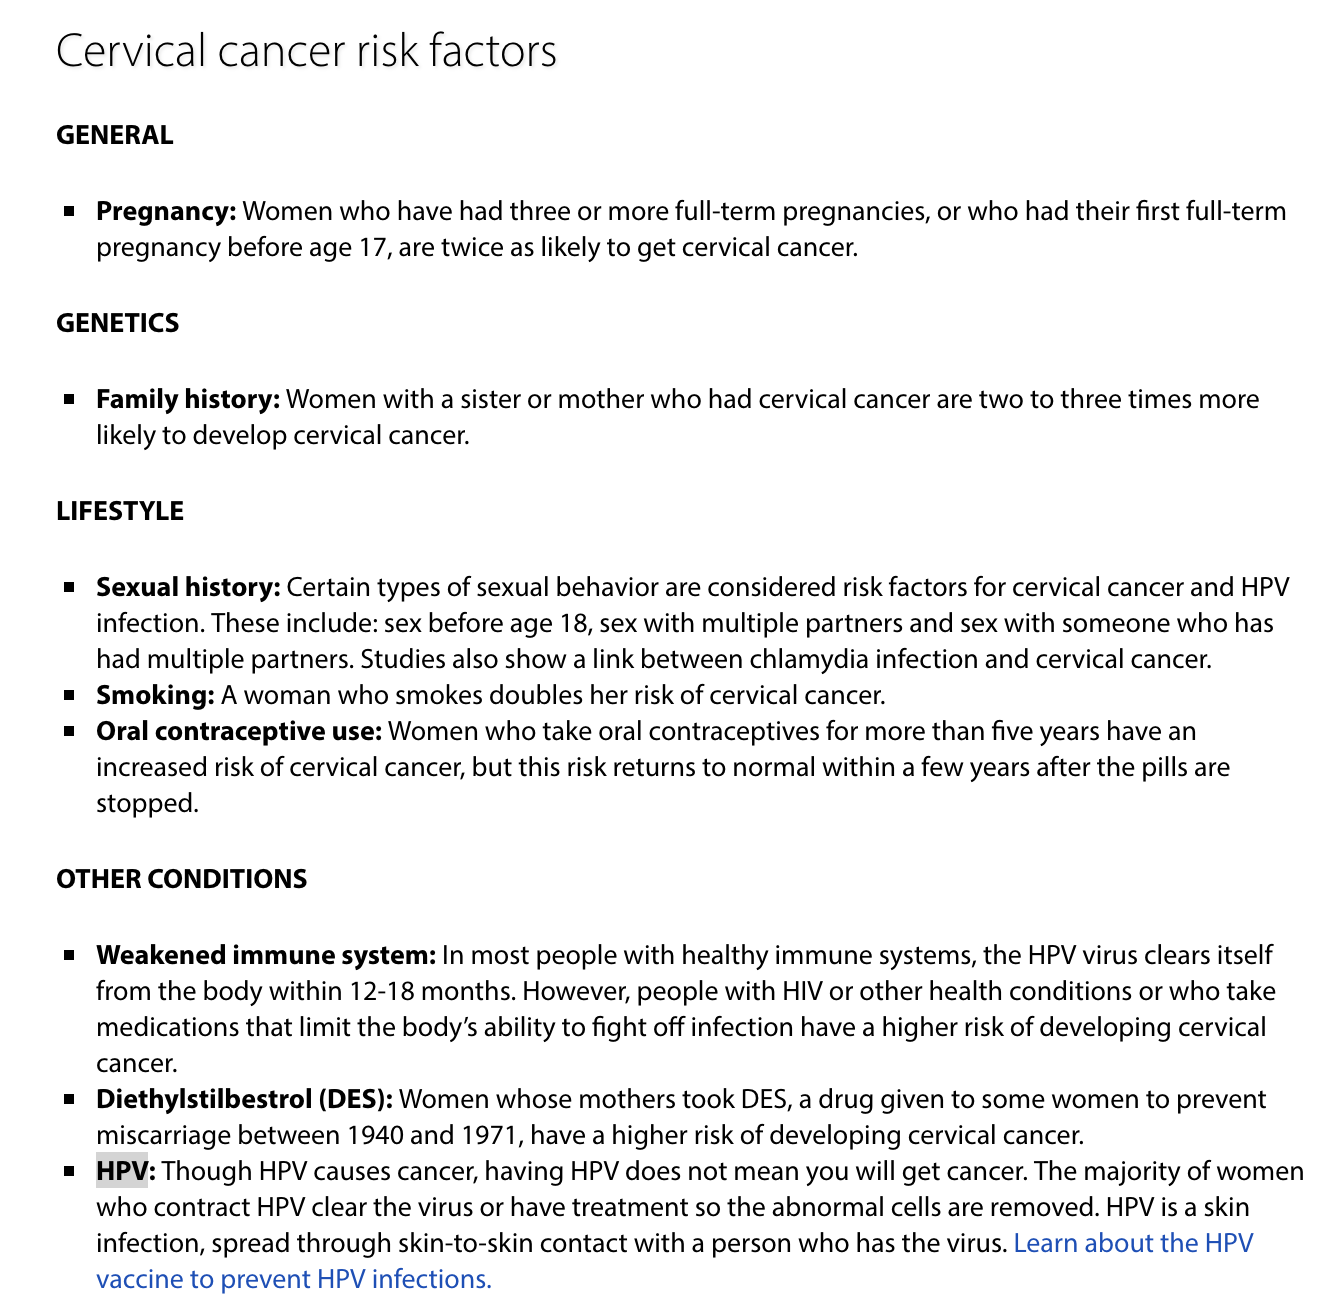 Cervical cancer risk factors
GENERAL
▪ Pregnancy: Women who have had three or more full-term pregnancies, or who had their first full-term
pregnancy before age 17, are twice as likely to get cervical cancer.
GENETICS
▪ Family history: Women with a sister or mother who had cervical cancer are two to three times more
likely to develop cervical cancer.
LIFESTYLE
▪ Sexual history: Certain types of sexual behavior are considered risk factors for cervical cancer and HPV
infection. These include: sex before age 18, sex with multiple partners and sex with someone who has
had multiple partners. Studies also show a link between chlamydia infection and cervical cancer.
▪ Smoking: A woman who smokes doubles her risk of cervical cancer.
▪ Oral contraceptive use: Women who take oral contraceptives for more than five years have an
increased risk of cervical cancer, but this risk returns to normal within a few years after the pills are
stopped.
OTHER CONDITIONS
▪ Weakened immune system: In most people with healthy immune systems, the HPV virus clears itself
from the body within 12-18 months. However, people with HIV or other health conditions or who take
medications that limit the body’s ability to fight off infection have a higher risk of developing cervical
cancer.
▪ Diethylstilbestrol (DES): Women whose mothers took DES, a drug given to some women to prevent
miscarriage between 1940 and 1971, have a higher risk of developing cervical cancer.
▪ HPV: Though HPV causes cancer, having HPV does not mean you will get cancer. The majority of women
who contract HPV clear the virus or have treatment so the abnormal cells are removed. HPV is a skin
infection, spread through skin-to-skin contact with a person who has the virus. Learn about the HPV
vaccine to prevent HPV infections.